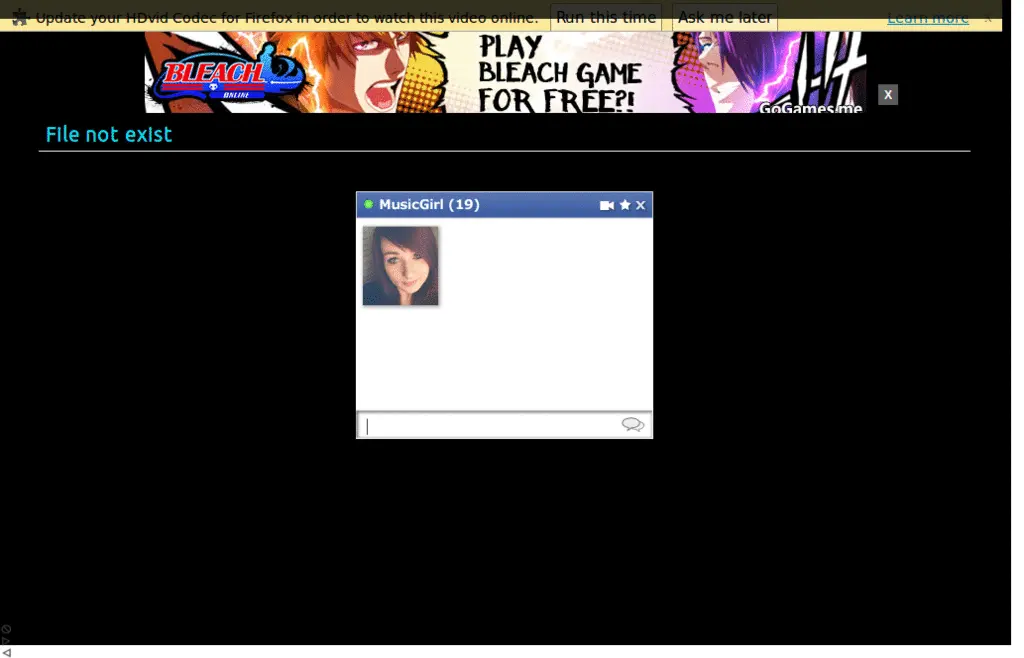 Update your HDvid Codec for Firefox in order to watch this video online. Run this time Ask me later Learn more x
BLEACH 2
ONLINE
PLAY
BLEACH GAME
FOR FREE?!
GoGames.me
X
File not exist
MusicGirl (19)